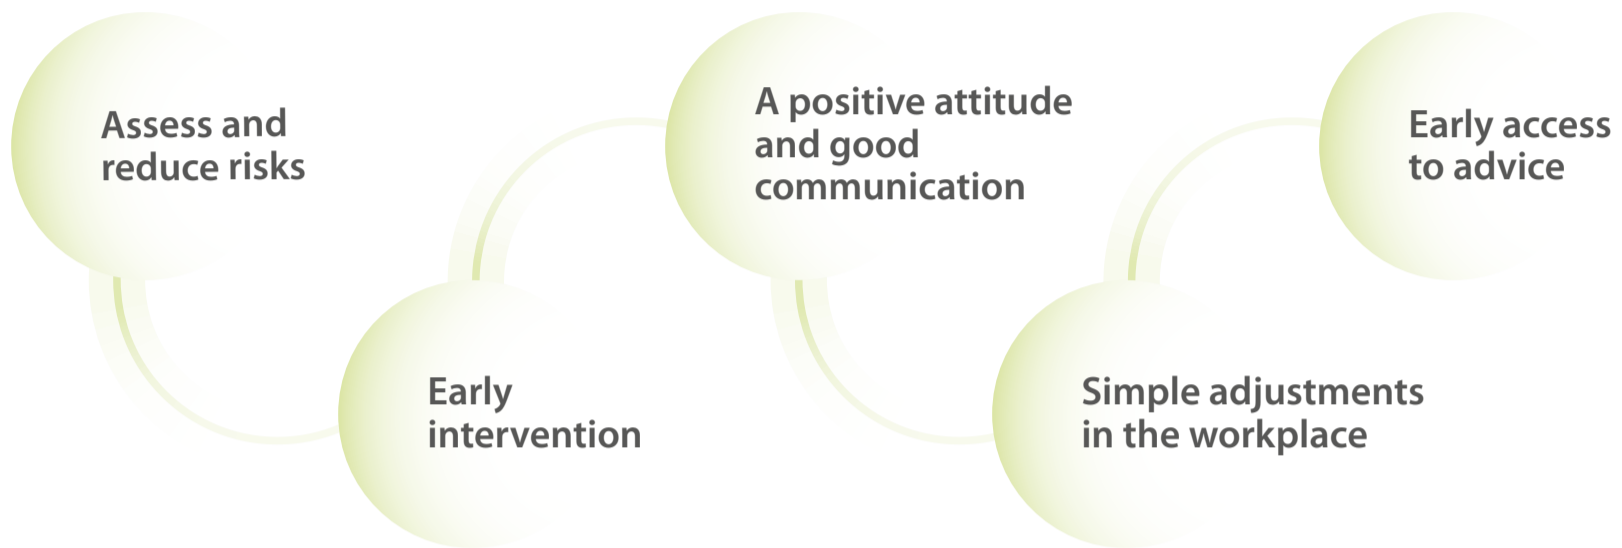 Assess and
reduce risks
Early
intervention
A positive attitude
and good
communication
Simple adjustments
in the workplace
Early access
to advice